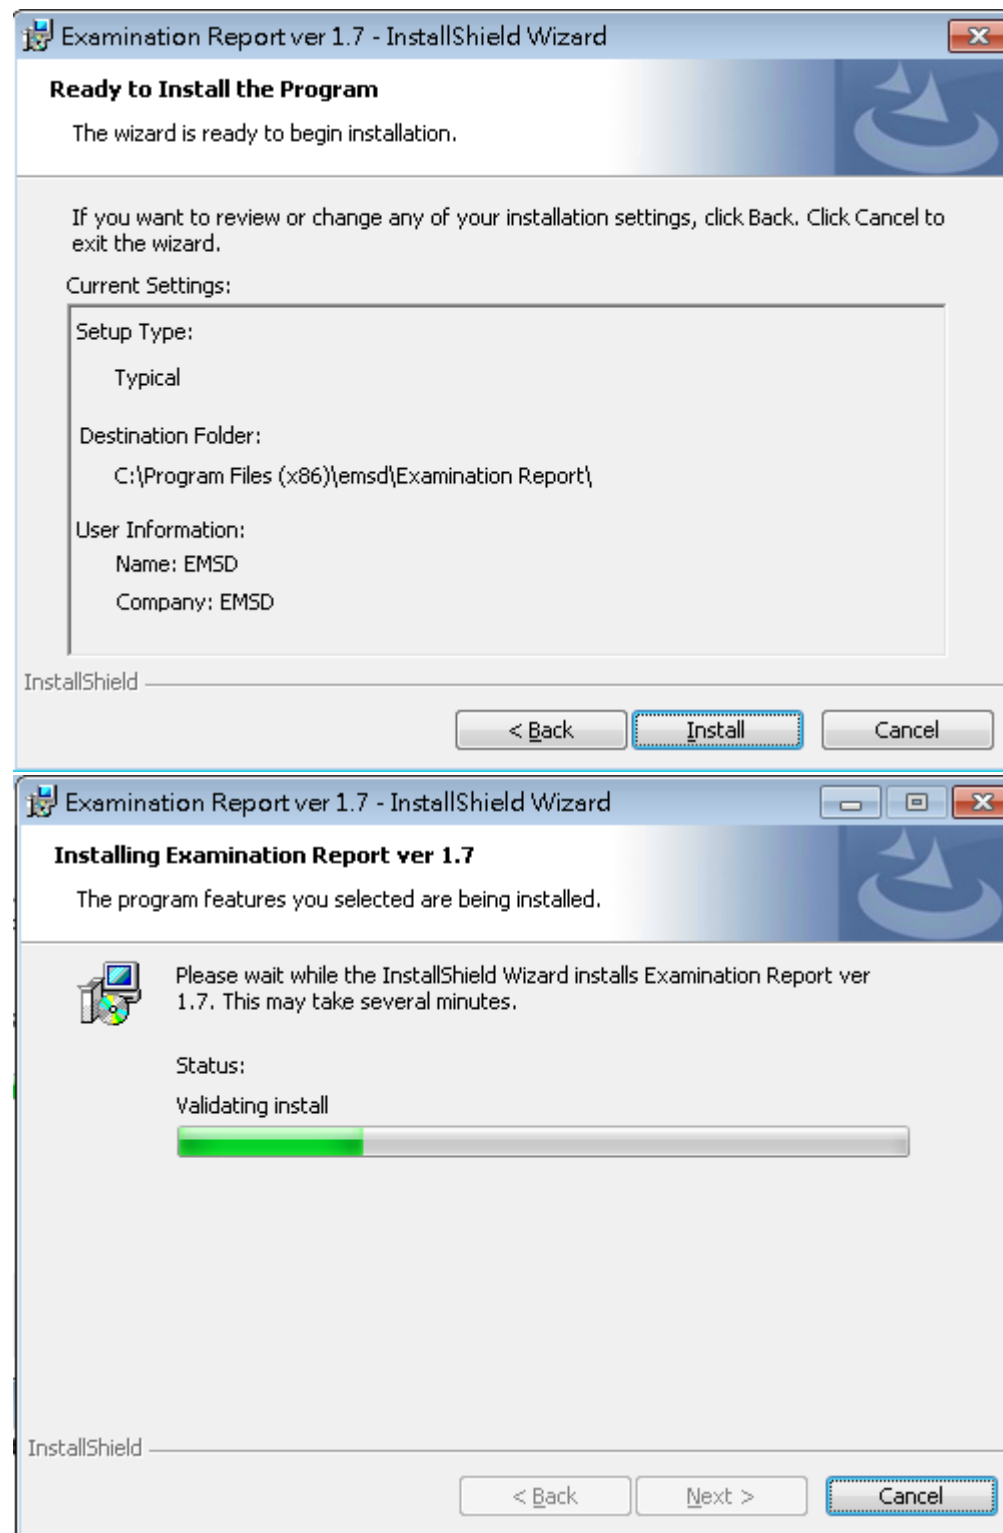 Examination Report ver 1.7 - InstallShield Wizard
Ready to Install the Program
The wizard is ready to begin installation.
If you want to review or change any of your installation settings, click Back. Click Cancel to
exit the wizard.
Current Settings:
Setup Type:
Typical
Destination Folder:
C:\Program Files (x86)\emsd\Examination Report\
User Information:
Name: EMSD
Company: EMSD
InstallShield
< Back Install Cancel
Examination Report ver 1.7 - InstallShield Wizard
Installing Examination Report ver 1.7
The program features you selected are being installed.
Please wait while the InstallShield Wizard installs Examination Report ver
1.7. This may take several minutes.
Status:
Validating install
InstallShield
< Back Next > Cancel